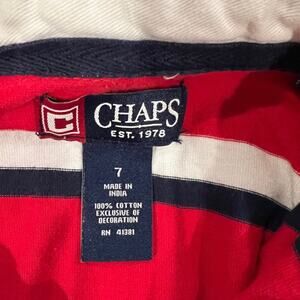 C
CHAPS
EST. 1978
7
MADE IN
INDIA
100% COTTON
EXCLUSIVE OF
DECORATION
RN 41381